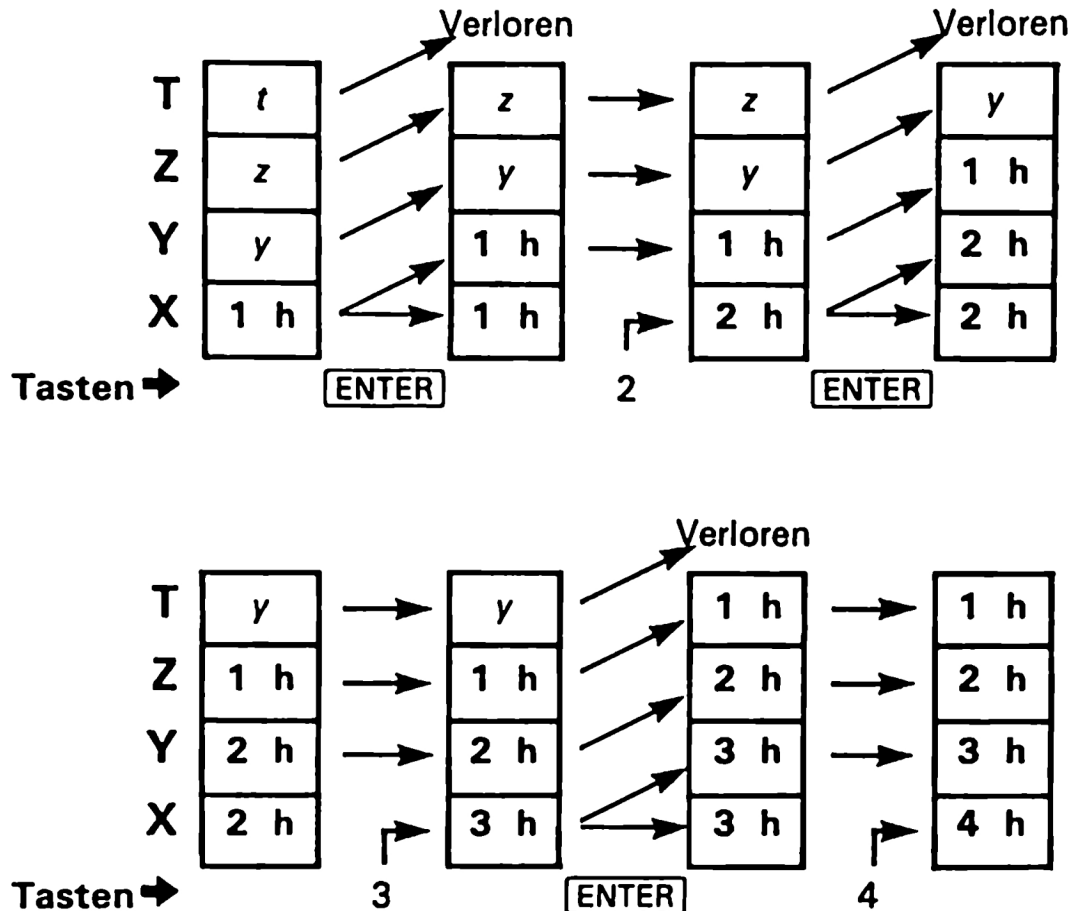 Verloren Verloren
T t z z y
Z z y y 1 h
Y y 1 h 1 h 2 h
X 1 h 1 h 2 h 2 h
Tasten ENTER 2 ENTER
Verloren
T y y 1 h 1 h
Z 1 h 1 h 2 h 2 h
Y 2 h 2 h 3 h 3 h
X 2 h 3 h 3 h 4 h
Tasten 3 ENTER 4